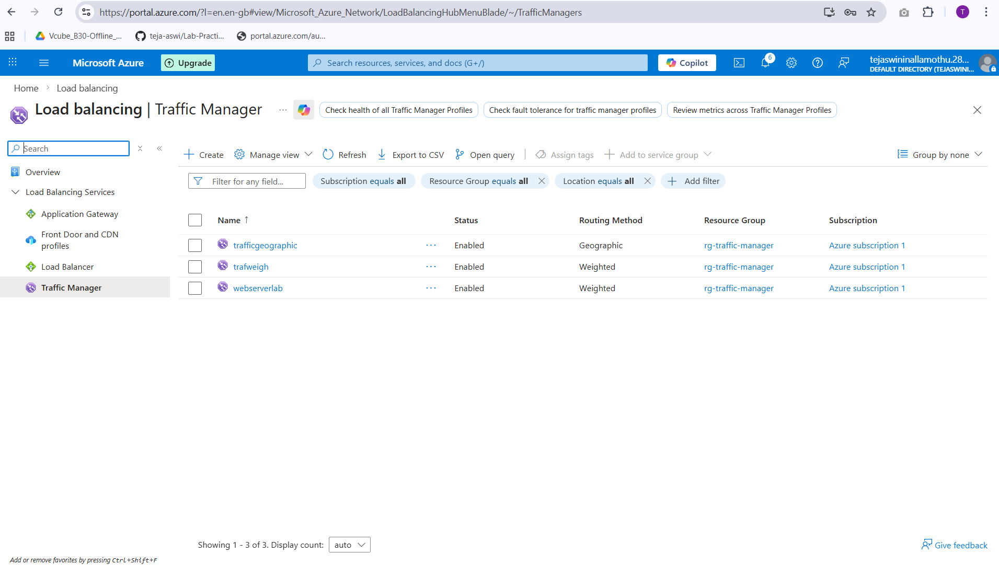 https://portal.azure.com/?l=en.en-gb#view/Microsoft_Azure_Network/LoadBalancingHubMenuBlade/~/TrafficManagers
T
Vcube_B30-Offline_...
teja-aswi/Lab-Practi...
portal.azure.com/au...
Microsoft Azure
Upgrade
Search resources, services, and docs (G+/)
Copilot
6
tejaswininallamothu.28...
DEFAULT DIRECTORY (TEJASWINI...
Home > Load balancing
Load balancing | Traffic Manager
...
Check health of all Traffic Manager Profiles
Check fault tolerance for traffic manager profiles
Review metrics across Traffic Manager Profiles
Search
Overview
Load Balancing Services
Application Gateway
Front Door and CDN
profiles
Load Balancer
Traffic Manager
Create
Manage view
Refresh
Export to CSV
Open query
Assign tags
Add to service group
Group by none
Filter for any field...
Subscription equals all
Resource Group equals all
Location equals all
Add filter
Name ↑ Status Routing Method Resource Group Subscription
trafficgeographic ... Enabled Geographic rg-traffic-manager Azure subscription 1
trafweigh ... Enabled Weighted rg-traffic-manager Azure subscription 1
webserverlab ... Enabled Weighted rg-traffic-manager Azure subscription 1
Showing 1 - 3 of 3. Display count: auto
Give feedback
Add or remove favorites by pressing Ctrl+Shift+F